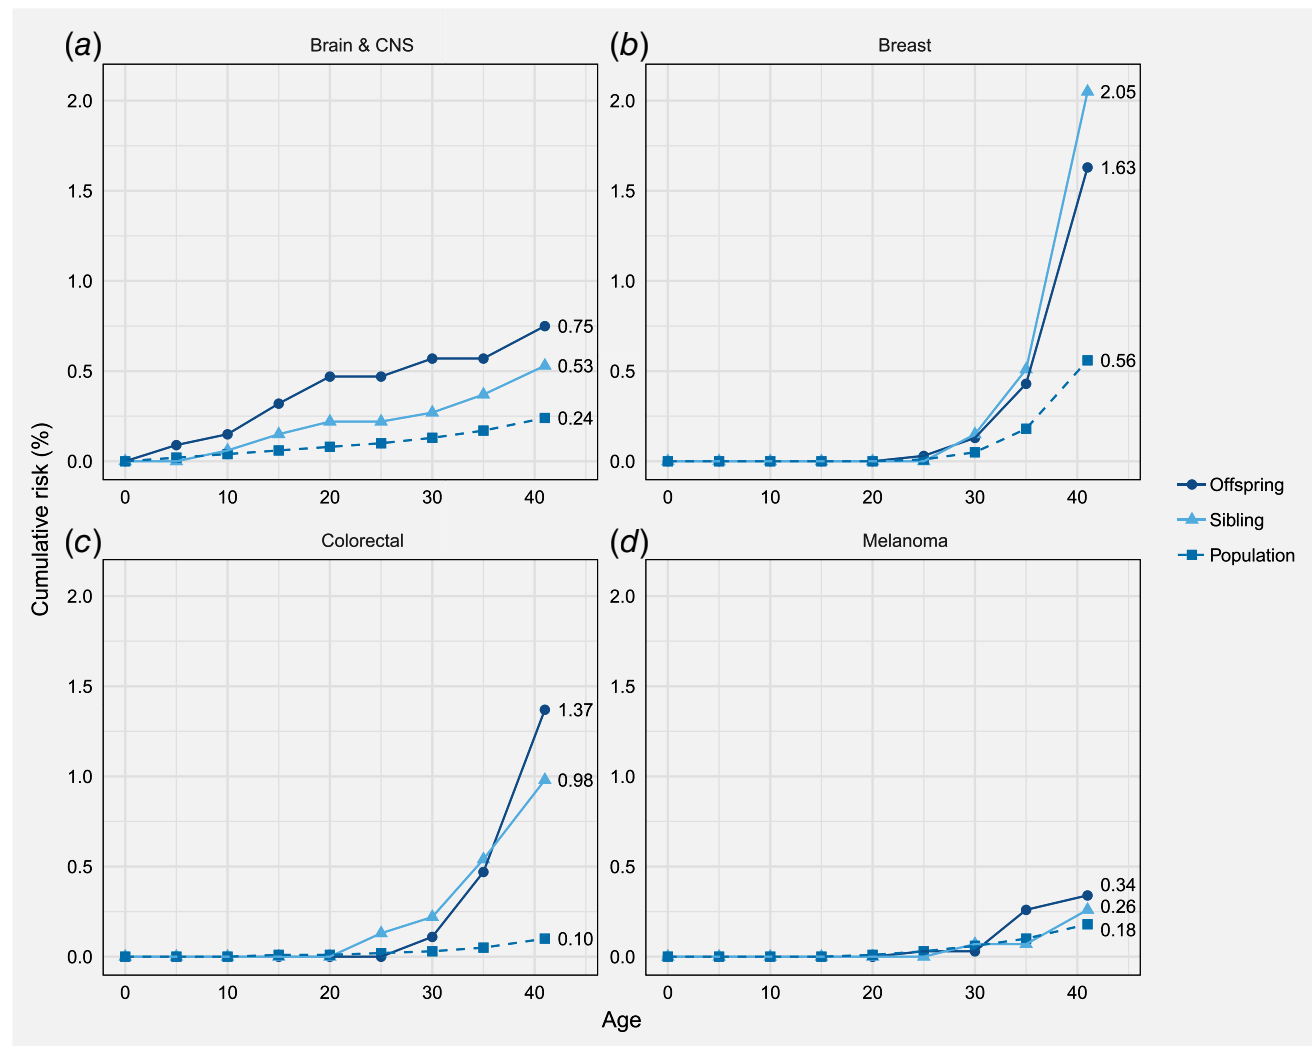 (a)
Brain & CNS
2.0
1.5
1.0
0.5
0.0
0 10 20 30 40
0.75
0.53
0.24
(b)
Breast
2.0
1.5
1.0
0.5
0.0
0 10 20 30 40
2.05
1.63
0.56
(c)
Colorectal
2.0
1.5
1.0
0.5
0.0
0 10 20 30 40
1.37
0.98
0.10
(d)
Melanoma
2.0
1.5
1.0
0.5
0.0
0 10 20 30 40
0.34
0.26
0.18
Cumulative risk (%)
Age
Offspring
Sibling
Population